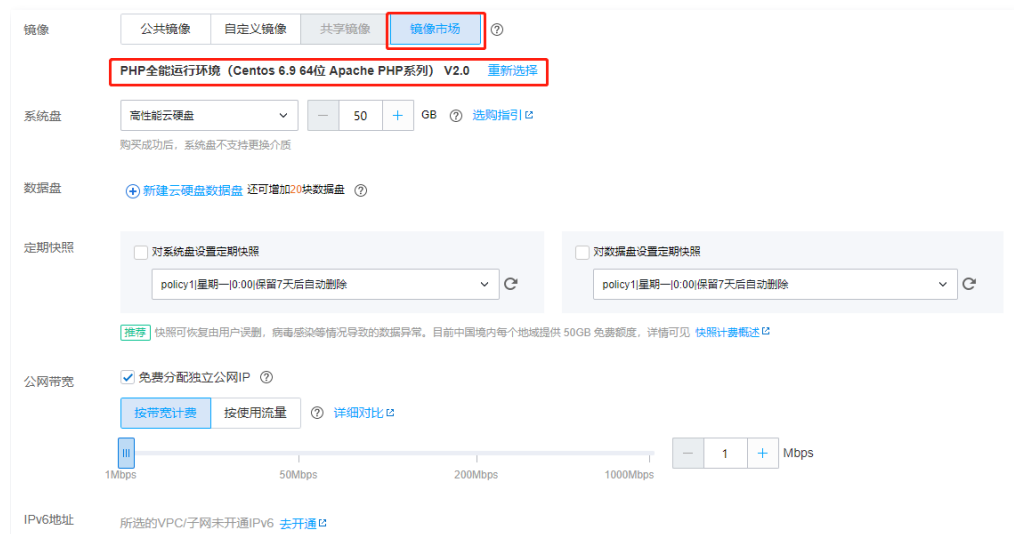 镜像 公共镜像 自定义镜像 共享镜像 镜像市场
PHP全能运行环境（Centos 6.9 64位 Apache PHP系列） V2.0 重新选择
系统盘 高性能云硬盘 50 GB 选购指引
购买成功后，系统盘不支持更换介质
数据盘 新建云硬盘数据盘 还可增加20块数据盘
定期快照 对系统盘设置定期快照 对数据盘设置定期快照
policy1|星期一|0:00|保留7天后自动删除 policy1|星期一|0:00|保留7天后自动删除
推荐 快照可恢复由用户误删，病毒感染等情况导致的数据异常。目前中国境内每个地域提供 50GB 免费额度，详情可见 快照计费概述
公网带宽 免费分配独立公网IP
按带宽计费 按使用流量 详细对比
1 Mbps
1Mbps 50Mbps 200Mbps 1000Mbps
IPv6地址 所选的VPC/子网未开通IPv6 去开通